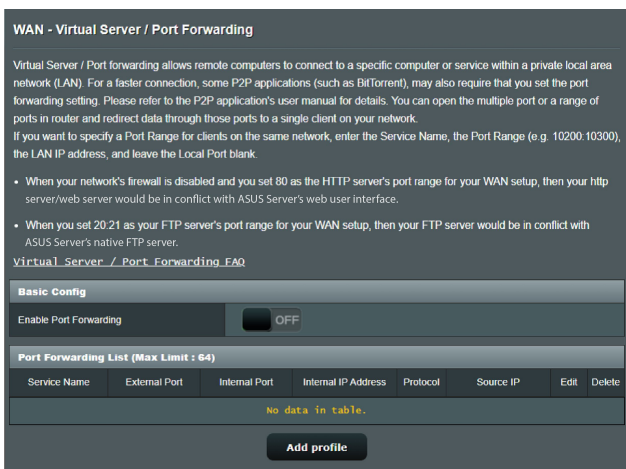 WAN - Virtual Server / Port Forwarding
Virtual Server / Port forwarding allows remote computers to connect to a specific computer or service within a private local area
network (LAN). For a faster connection, some P2P applications (such as BitTorrent), may also require that you set the port
forwarding setting. Please refer to the P2P application's user manual for details. You can open the multiple port or a range of
ports in router and redirect data through those ports to a single client on your network.
If you want to specify a Port Range for clients on the same network, enter the Service Name, the Port Range (e.g. 10200:10300),
the LAN IP address, and leave the Local Port blank.
• When your network's firewall is disabled and you set 80 as the HTTP server's port range for your WAN setup, then your http
server/web server would be in conflict with ASUS Server's web user interface.
• When you set 20:21 as your FTP server's port range for your WAN setup, then your FTP server would be in conflict with
ASUS Server's native FTP server.
Virtual Server / Port Forwarding FAQ
Basic Config
Enable Port Forwarding OFF
Port Forwarding List (Max Limit : 64)
Service Name External Port Internal Port Internal IP Address Protocol Source IP Edit Delete
No data in table.
Add profile